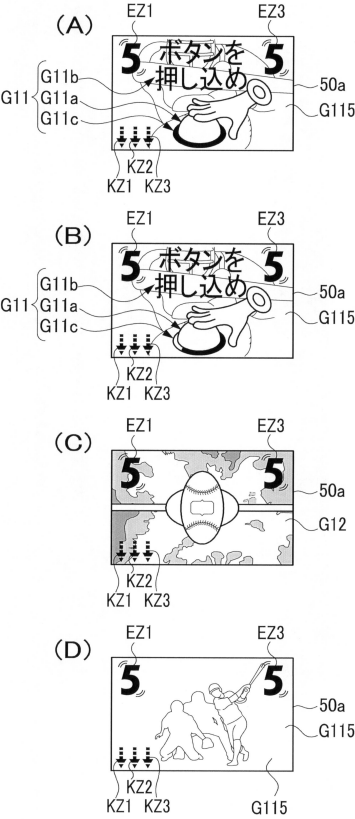 (A)
EZ1
EZ3
5
ボタンを
5
押し込め
G11
G11b
G11a
G11c
50a
G115
KZ1
KZ2
KZ3
(B)
EZ1
EZ3
5
ボタンを
5
押し込め
G11
G11b
G11a
G11c
50a
G115
KZ1
KZ2
KZ3
(C)
EZ1
EZ3
5
5
50a
G12
KZ1
KZ2
KZ3
(D)
EZ1
EZ3
5
5
50a
G115
KZ1
KZ2
KZ3
G115